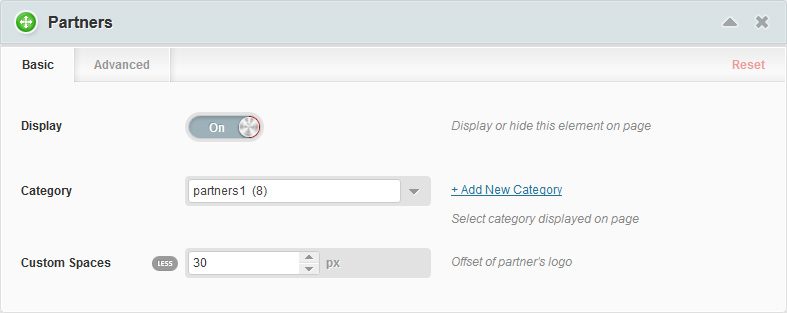 Partners
Basic Advanced Reset
Display On Display or hide this element on page
Category partners1 (8) + Add New Category
Select category displayed on page
Custom Spaces LESS 30 px Offset of partner's logo